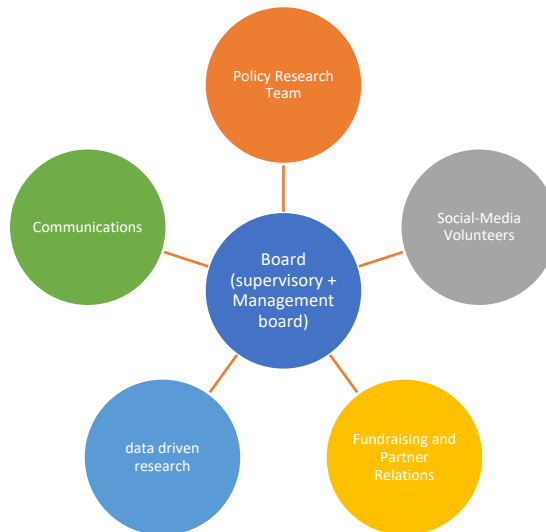 Policy Research
Team
Communications
Social-Media
Volunteers
Board
(supervisory +
Management
board)
data driven
research
Fundraising and
Partner
Relations